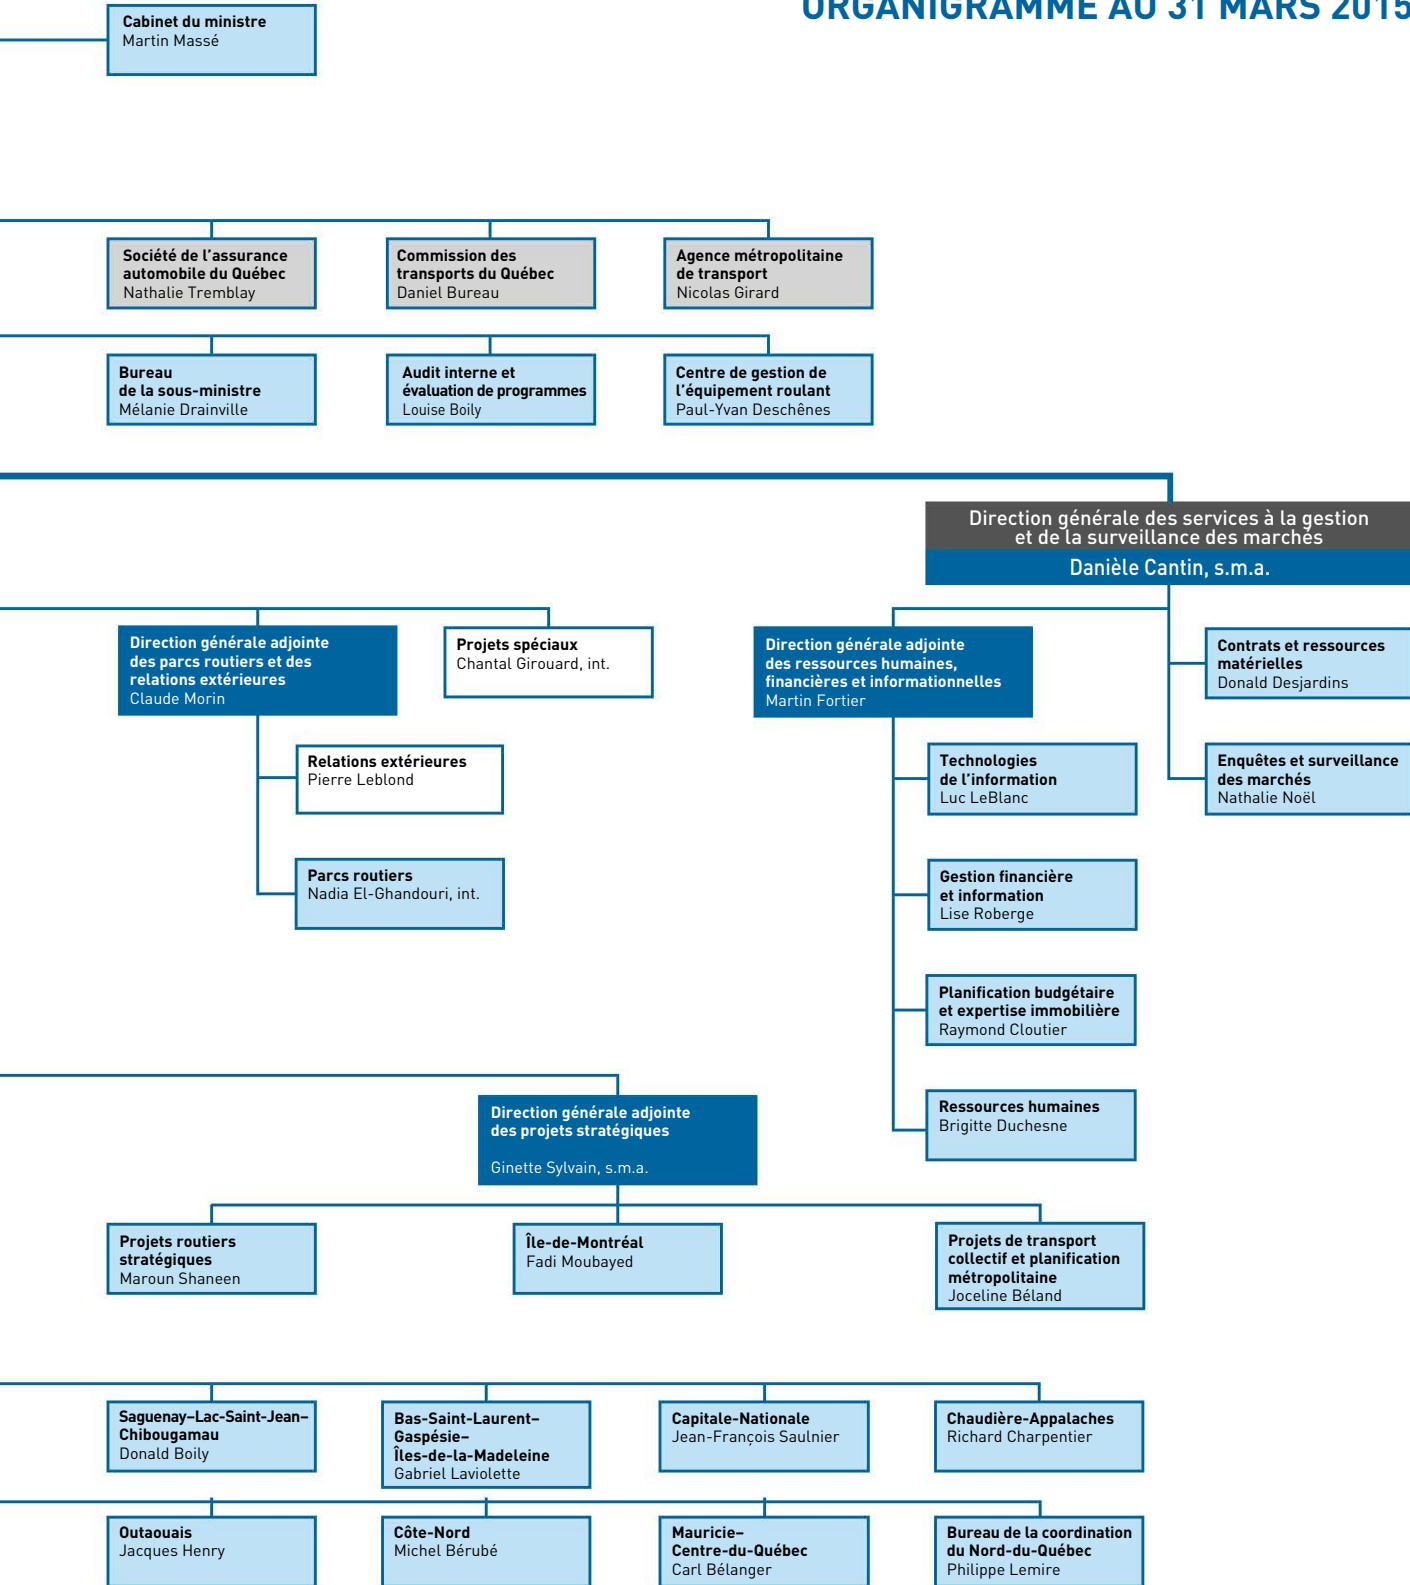 ORGANIGRAMME AU 31 MARS 2015
Cabinet du ministre
Martin Massé
Société de l'assurance
automobile du Québec
Nathalie Tremblay
Commission des
transports du Québec
Daniel Bureau
Agence métropolitaine
de transport
Nicolas Girard
Bureau
de la sous-ministre
Mélanie Drainville
Audit interne et
évaluation de programmes
Louise Boily
Centre de gestion de
l'équipement roulant
Paul-Yvan Deschênes
Direction générale des services à la gestion
et de la surveillance des marchés
Danièle Cantin, s.m.a.
Direction générale adjointe
des parcs routiers et des
relations extérieures
Claude Morin
Projets spéciaux
Chantal Girouard, int.
Direction générale adjointe
des ressources humaines,
financières et informationnelles
Martin Fortier
Contrats et ressources
matérielles
Donald Desjardins
Relations extérieures
Pierre Leblond
Technologies
de l'information
Luc LeBlanc
Enquêtes et surveillance
des marchés
Nathalie Noël
Parcs routiers
Nadia El-Ghandouri, int.
Gestion financière
et information
Lise Roberge
Planification budgétaire
et expertise immobilière
Raymond Cloutier
Ressources humaines
Brigitte Duchesne
Direction générale adjointe
des projets stratégiques
Ginette Sylvain, s.m.a.
Projets routiers
stratégiques
Maroun Shaneen
Île-de-Montréal
Fadi Moubayed
Projets de transport
collectif et planification
métropolitaine
Joceline Béland
Saguenay–Lac-Saint-Jean–
Chibougamau
Donald Boily
Bas-Saint-Laurent–
Gaspésie–
Îles-de-la-Madeleine
Gabriel Laviolette
Capitale-Nationale
Jean-François Saulnier
Chaudière-Appalaches
Richard Charpentier
Outaouais
Jacques Henry
Côte-Nord
Michel Bérubé
Mauricie–
Centre-du-Québec
Carl Bélanger
Bureau de la coordination
du Nord-du-Québec
Philippe Lemire